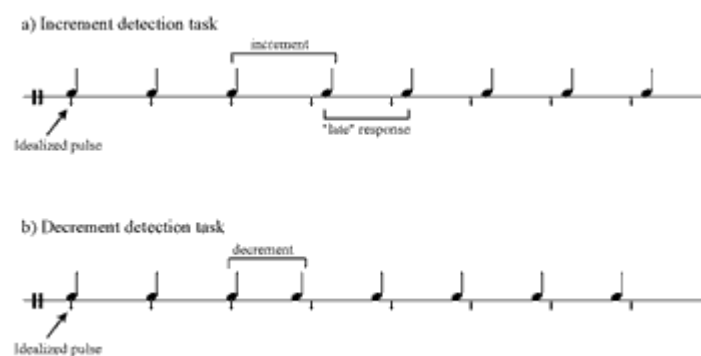 a) Increment detection task
increment
"late" response
Idealized pulse
b) Decrement detection task
decrement
Idealized pulse